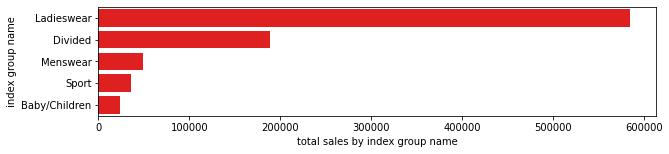 index group name
Ladieswear
Divided
Menswear
Sport
Baby/Children
0 100000 200000 300000 400000 500000 600000
total sales by index group name